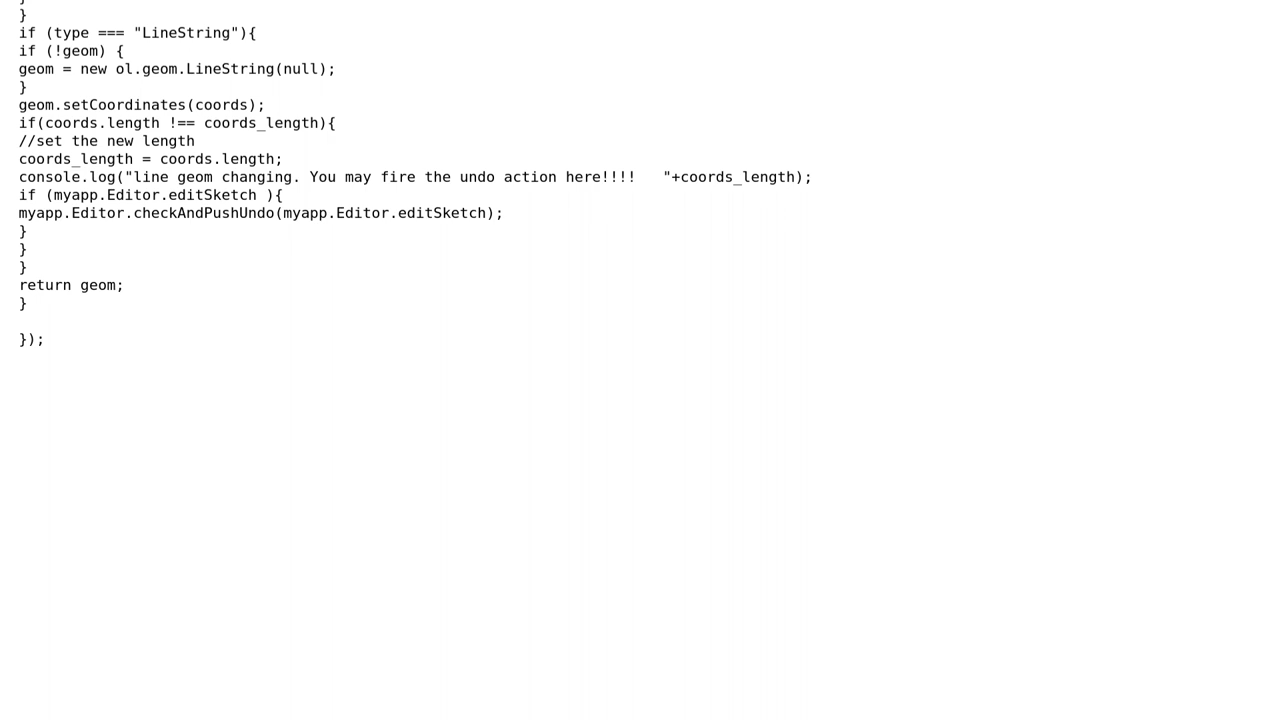 }
if (type === "LineString"){
if (!geom) {
geom = new ol.geom.LineString(null);
}
geom.setCoordinates(coords);
if(coords.length !== coords_length){
//set the new length
coords_length = coords.length;
console.log("line geom changing. You may fire the undo action here!!!!   "+coords_length);
if (myapp.Editor.editSketch ){
myapp.Editor.checkAndPushUndo(myapp.Editor.editSketch);
}
}
}
return geom;
}

});